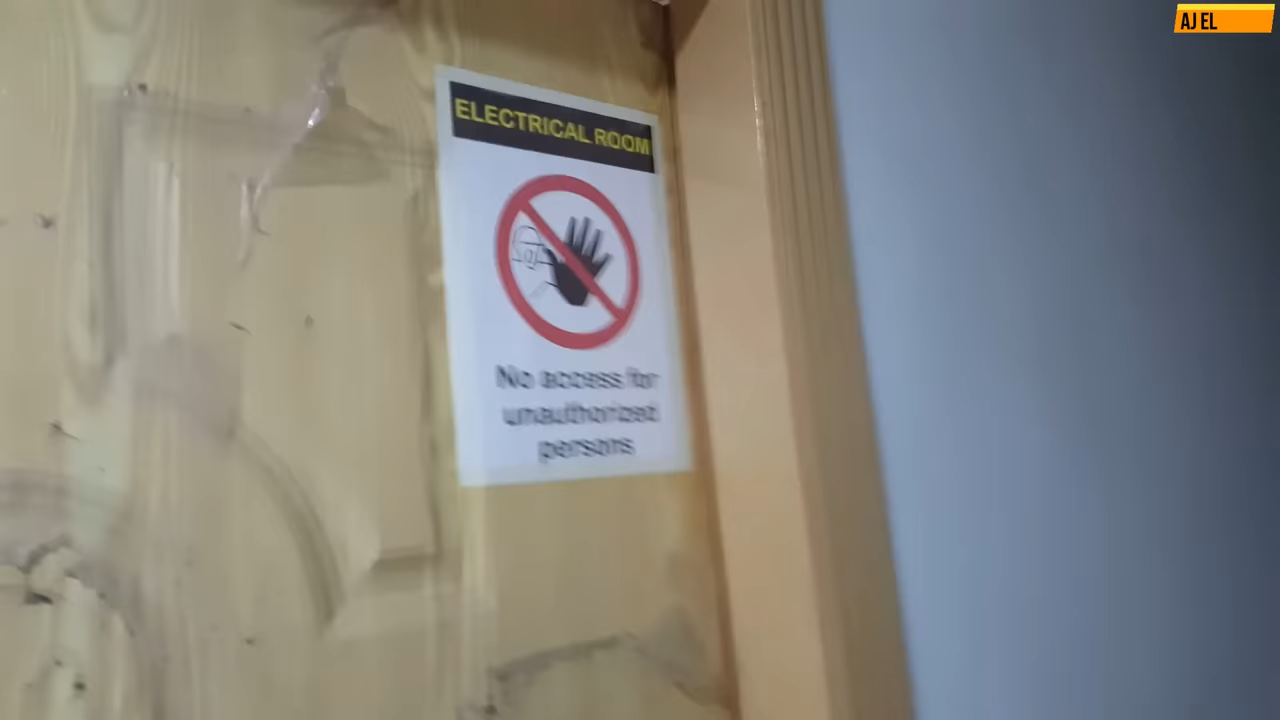 AJ EL
ELECTRICAL ROOM
No access for
unauthorized
persons